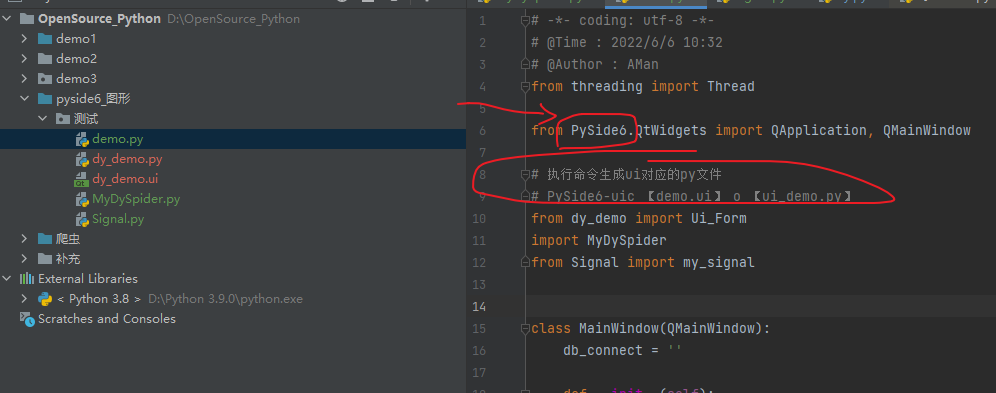 OpenSource_Python D:\OpenSource_Python
demo1
demo2
demo3
pyside6_图形
测试
demo.py
dy_demo.py
dy_demo.ui
MyDySpider.py
Signal.py
爬虫
补充
External Libraries
< Python 3.8 > D:\Python 3.9.0\python.exe
Scratches and Consoles
1 # -*- coding: utf-8 -*-
2 # @Time : 2022/6/6 10:32
3 # @Author : AMan
4 from threading import Thread
5
6 from PySide6.QtWidgets import QApplication, QMainWindow
7
8 # 执行命令生成ui对应的py文件
9 # PySide6-uic 【demo.ui】 o 【ui_demo.py】
10 from dy_demo import Ui_Form
11 import MyDySpider
12 from Signal import my_signal
13
14
15 class MainWindow(QMainWindow):
16 db_connect = ''
17